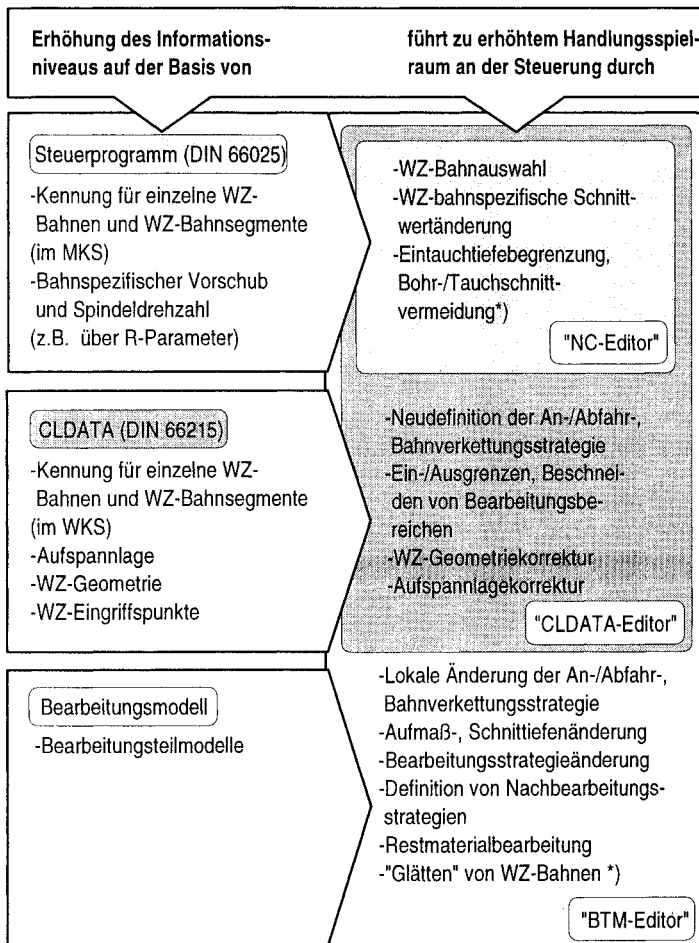 Erhöhung des Informations-
niveaus auf der Basis von
führt zu erhöhtem Handlungsspiel-
raum an der Steuerung durch
Steuerprogramm (DIN 66025)
-Kennung für einzelne WZ-
Bahnen und WZ-Bahnsegmente
(im MKS)
-Bahnspezifischer Vorschub
und Spindeldrehzahl
(z.B. über R-Parameter)
-WZ-Bahnauswahl
-WZ-bahnspezifische Schnitt-
wertänderung
-Eintauchtiefebegrenzung,
Bohr-/Tauchschnitt-
vermeidung*)
"NC-Editor"
CLDATA (DIN 66215)
-Kennung für einzelne WZ-
Bahnen und WZ-Bahnsegmente
(im WKS)
-Aufspannlage
-WZ-Geometrie
-WZ-Eingriffspunkte
-Neudefinition der An-/Abfahr-,
Bahnverkettungsstrategie
-Ein-/Ausgrenzen, Beschnei-
den von Bearbeitungsbe-
reichen
-WZ-Geometriekorrektur
-Aufspannlagekorrektur
"CLDATA-Editor"
Bearbeitungsmodell
-Bearbeitungsteilmodelle
-Lokale Änderung der An-/Abfahr-,
Bahnverkettungsstrategie
-Aufmaß-, Schnittiefenänderung
-Bearbeitungsstrategieänderung
-Definition von Nachbearbeitungs-
strategien
-Restmaterialbearbeitung
-"Glätten" von WZ-Bahnen *)
"BTM-Editor"